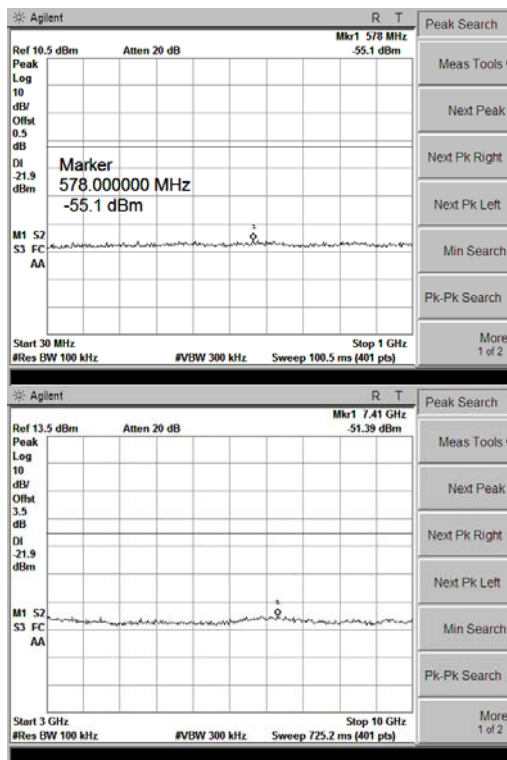 Agilent R T
Peak Search
Mkr1 578 MHz
Ref 10.5 dBm Atten 20 dB -55.1 dBm
Peak
Log
10
dB/
Offst
0.5
dB
DI
-21.9
dBm
Marker
578.000000 MHz
-55.1 dBm
1
M1 S2
S3 FC
AA
Start 30 MHz Stop 1 GHz
#Res BW 100 kHz #VBW 300 kHz Sweep 100.5 ms (401 pts)
Meas Tools
Next Peak
Next Pk Right
Next Pk Left
Min Search
Pk-Pk Search
More
1 of 2
Agilent R T
Peak Search
Mkr1 7.41 GHz
Ref 13.5 dBm Atten 20 dB -51.39 dBm
Peak
Log
10
dB/
Offst
3.5
dB
DI
-21.9
dBm
1
M1 S2
S3 FC
AA
Start 3 GHz Stop 10 GHz
#Res BW 100 kHz #VBW 300 kHz Sweep 725.2 ms (401 pts)
Meas Tools
Next Peak
Next Pk Right
Next Pk Left
Min Search
Pk-Pk Search
More
1 of 2